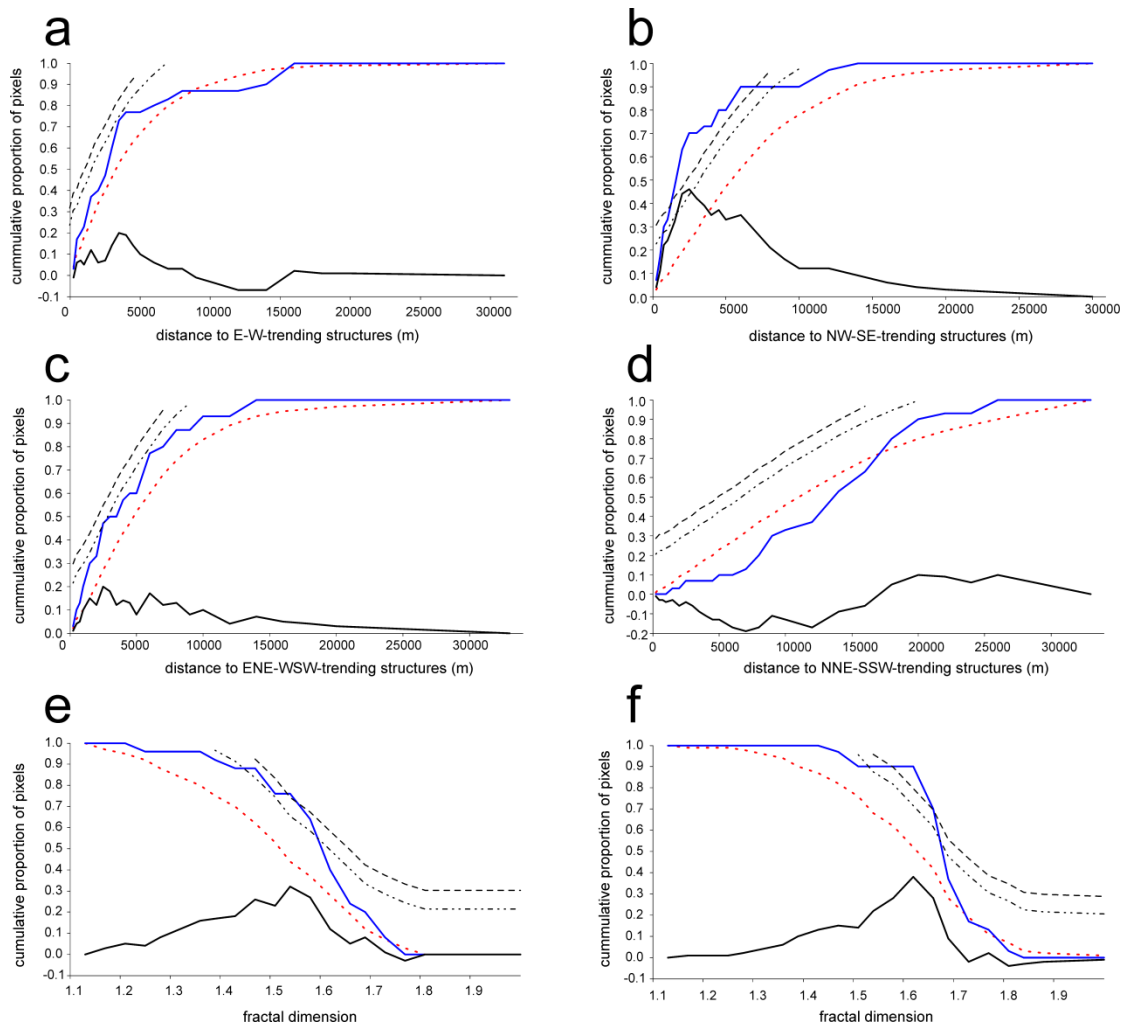 a
cummulative proportion of pixels
1.0
0.9
0.8
0.7
0.6
0.5
0.4
0.3
0.2
0.1
0.0
-0.1
0 5000 10000 15000 20000 25000 30000
distance to E-W-trending structures (m)
b
cummulative proportion of pixels
1.0
0.9
0.8
0.7
0.6
0.5
0.4
0.3
0.2
0.1
0.0
0 5000 10000 15000 20000 25000 30000
distance to NW-SE-trending structures (m)
c
cummulative proportion of pixels
1.0
0.9
0.8
0.7
0.6
0.5
0.4
0.3
0.2
0.1
0.0
0 5000 10000 15000 20000 25000 30000
distance to ENE-WSW-trending structures (m)
d
cummulative proportion of pixels
1.0
0.9
0.8
0.7
0.6
0.5
0.4
0.3
0.2
0.1
0.0
-0.1
-0.2
0 5000 10000 15000 20000 25000 30000
distance to NNE-SSW-trending structures (m)
e
cummulative proportion of pixels
1.0
0.9
0.8
0.7
0.6
0.5
0.4
0.3
0.2
0.1
0.0
-0.1
1.1 1.2 1.3 1.4 1.5 1.6 1.7 1.8 1.9
fractal dimension
f
cummulative proportion of pixels
1.0
0.9
0.8
0.7
0.6
0.5
0.4
0.3
0.2
0.1
0.0
-0.1
1.1 1.2 1.3 1.4 1.5 1.6 1.7 1.8 1.9
fractal dimension